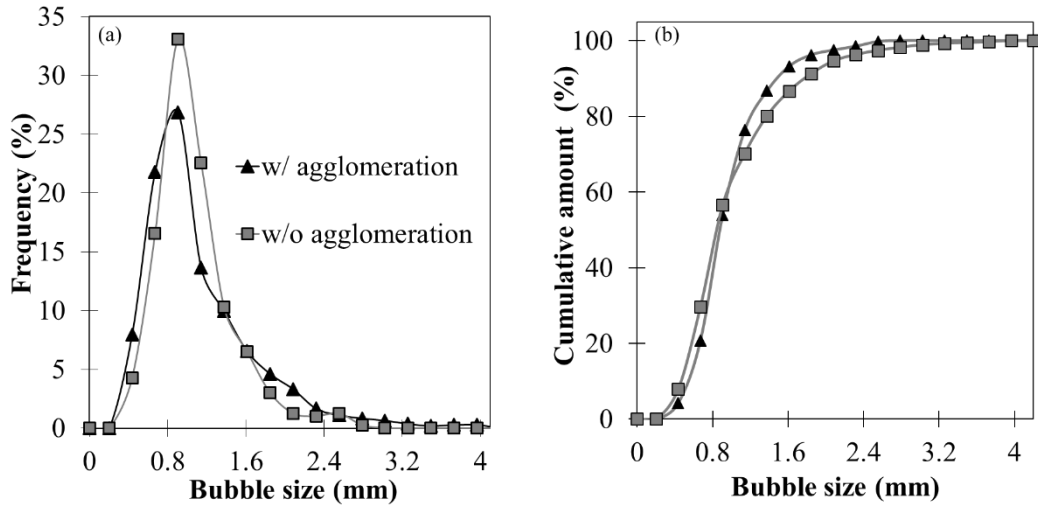 (a)
35
30
25
20
15
10
5
0
Frequency (%)
w/ agglomeration
w/o agglomeration
0 0.8 1.6 2.4 3.2 4
Bubble size (mm)
(b)
100
80
60
40
20
0
Cumulative amount (%)
0 0.8 1.6 2.4 3.2 4
Bubble size (mm)